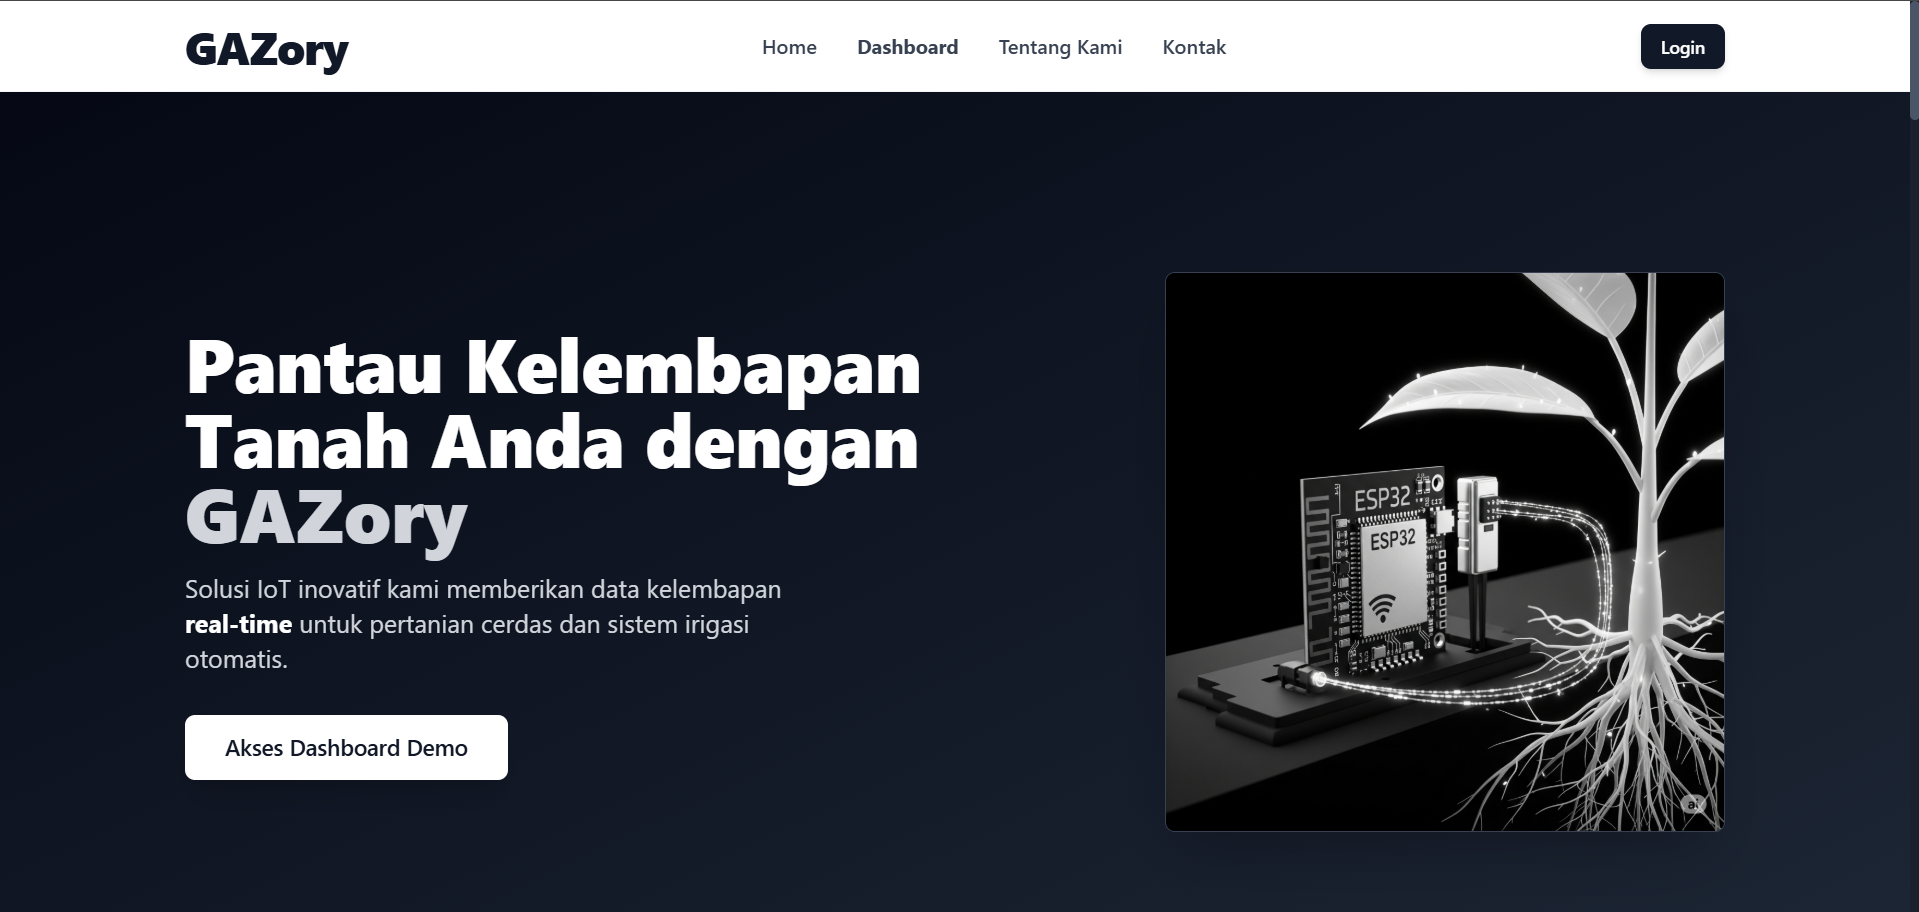 GAZory
Home
Dashboard
Tentang Kami
Kontak
Login
Pantau Kelembapan
Tanah Anda dengan
GAZory
Solusi IoT inovatif kami memberikan data kelembapan
real-time untuk pertanian cerdas dan sistem irigasi
otomatis.
Akses Dashboard Demo
ESP32
ESP32
ai